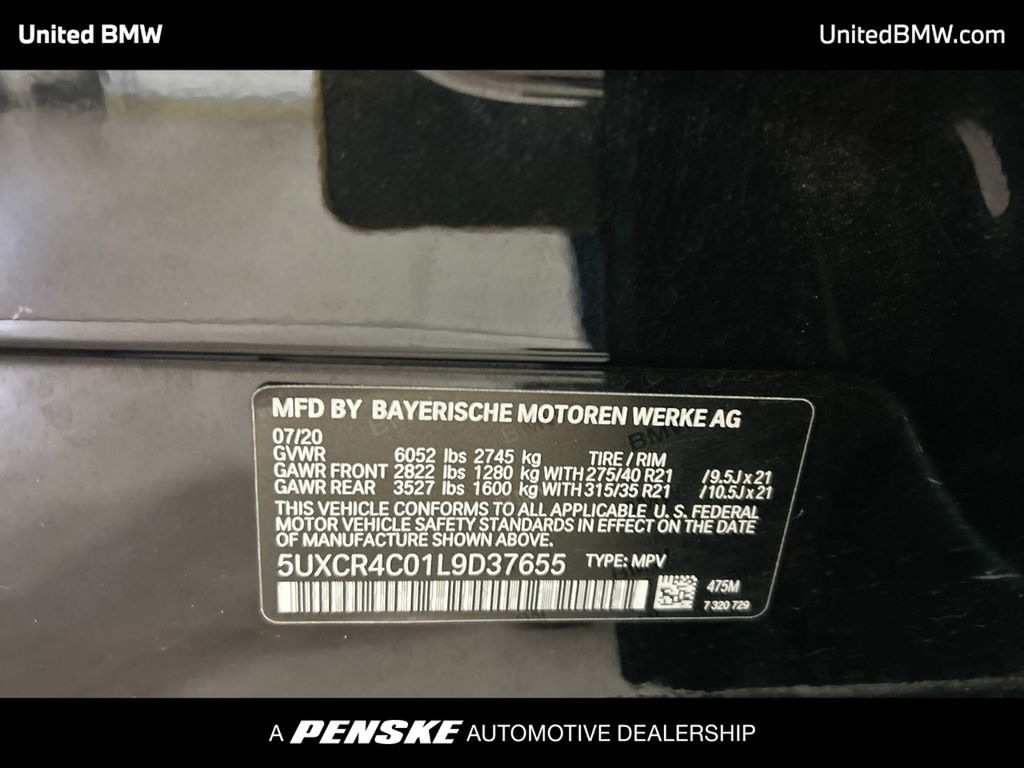 United BMW
UnitedBMW.com
MFD BY BAYERISCHE MOTOREN WERKE AG
07/20
GVWR 6052 lbs 2745 kg TIRE / RIM
GAWR FRONT 2822 lbs 1280 kg WITH 275/40 R21 / 9.5J x 21
GAWR REAR 3527 lbs 1600 kg WITH 315/35 R21 / 10.5J x 21
THIS VEHICLE CONFORMS TO ALL APPLICABLE U. S. FEDERAL
MOTOR VEHICLE SAFETY STANDARDS IN EFFECT ON THE DATE
OF MANUFACTURE SHOWN ABOVE.
5UXCR4C01L9D37655 TYPE: MPV
475M
7 320 729
A PENSKE AUTOMOTIVE DEALERSHIP